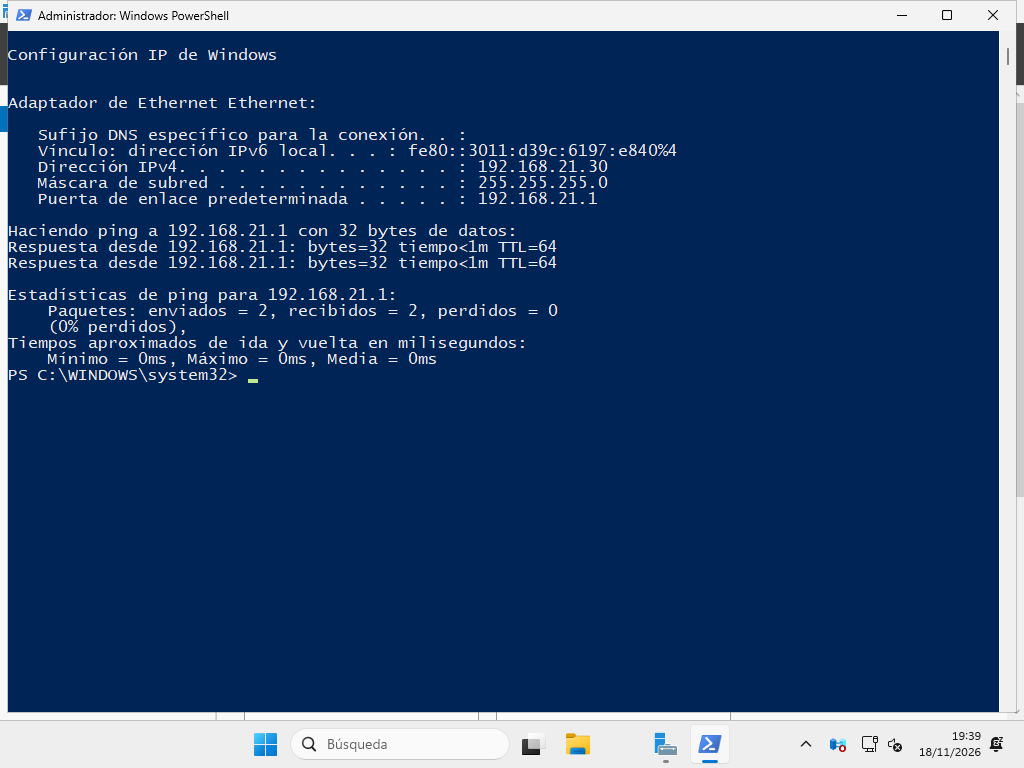 Administrador: Windows PowerShell
Configuración IP de Windows
Adaptador de Ethernet Ethernet:
Sufijo DNS específico para la conexión. . :
Vínculo: dirección IPv6 local. . . : fe80::3011:d39c:6197:e840%4
Dirección IPv4. . . . . . . . . . . . . . : 192.168.21.30
Máscara de subred . . . . . . . . . . . . : 255.255.255.0
Puerta de enlace predeterminada . . . . . : 192.168.21.1
Haciendo ping a 192.168.21.1 con 32 bytes de datos:
Respuesta desde 192.168.21.1: bytes=32 tiempo<1m TTL=64
Respuesta desde 192.168.21.1: bytes=32 tiempo<1m TTL=64
Estadísticas de ping para 192.168.21.1:
Paquetes: enviados = 2, recibidos = 2, perdidos = 0
(0% perdidos),
Tiempos aproximados de ida y vuelta en milisegundos:
Mínimo = 0ms, Máximo = 0ms, Media = 0ms
PS C:\WINDOWS\system32>
Búsqueda
19:39
18/11/2026